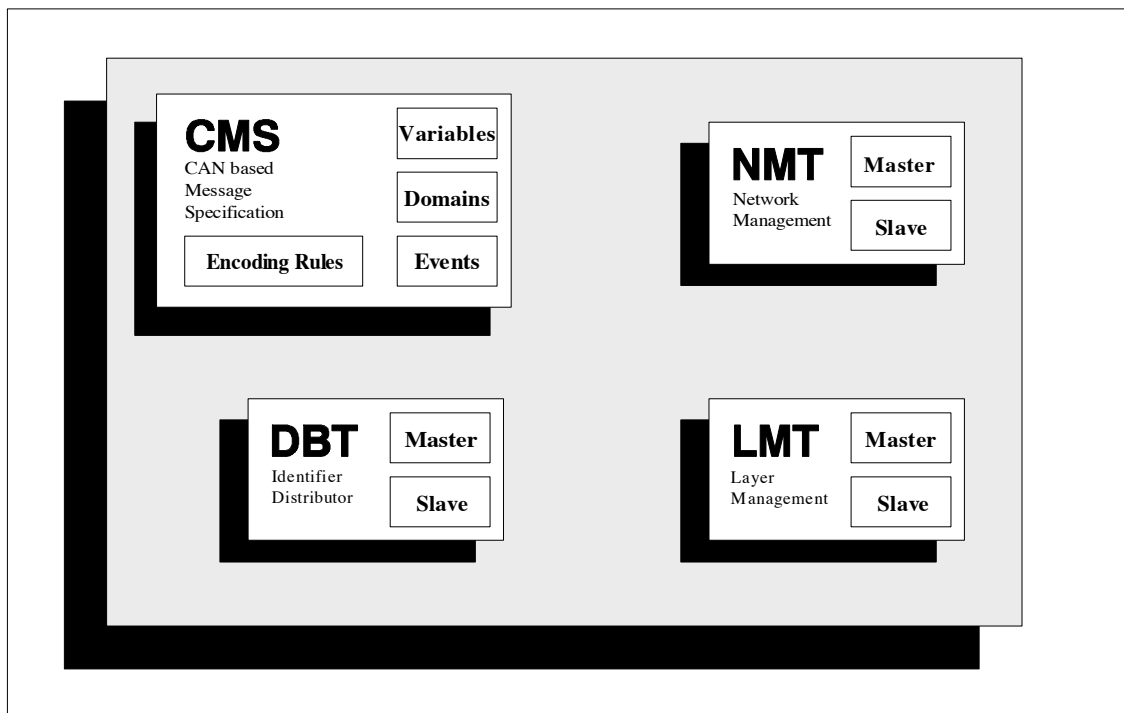 CMS
CAN based
Message
Specification
Encoding Rules
Variables
Domains
Events
NMT
Network
Management
Master
Slave
DBT
Identifier
Distributor
Master
Slave
LMT
Layer
Management
Master
Slave